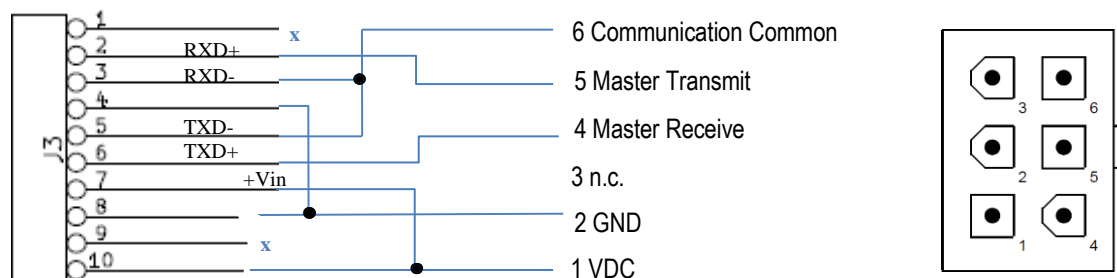 1 x 6 Communication Common
2 RXD+
3 RXD- 5 Master Transmit
4
5 TXD- 4 Master Receive
6 TXD+
7 +Vin 3 n.c.
8 2 GND
9 x
10 1 VDC
J3
3 6
2 5
1 4